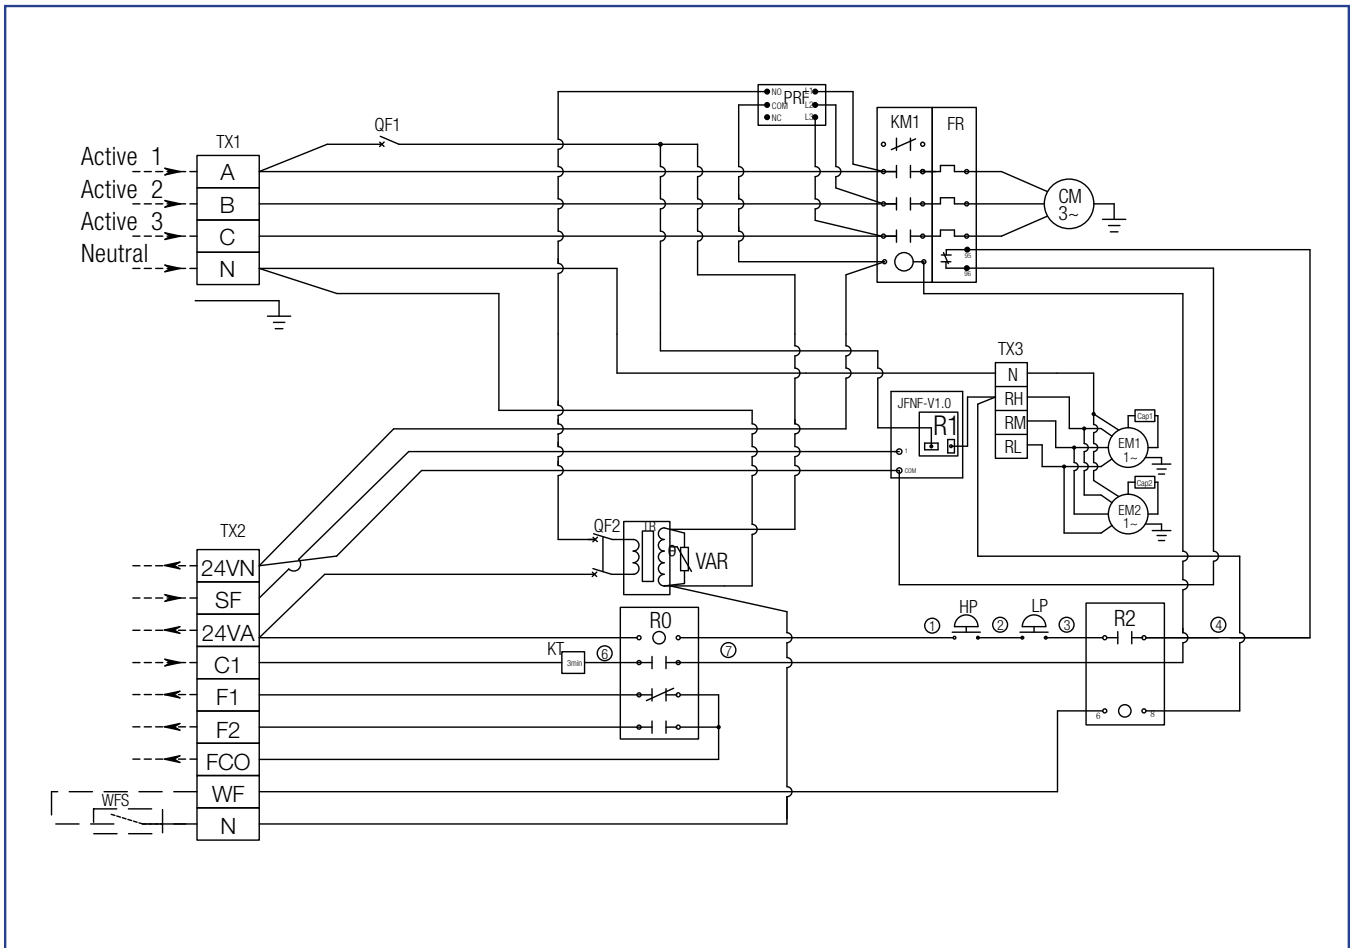 NO
COM
NC
PRF
L1
L2
L3
QF1
KM1
FR
TX1
Active 1
A
Active 2
B
Active 3
C
Neutral
N
CM
3~
95
96
TX3
N
RH
RM
RL
JFNF-V1.0
R1
1
COM
Cap1
EM1
1~
Cap2
EM2
1~
TX2
QF2
TR
θ
VAR
24VN
SF
24VA
C1
F1
F2
FCO
WF
N
WFS
R0
KT
3min
6
7
HP
LP
1
2
3
R2
4
6
8